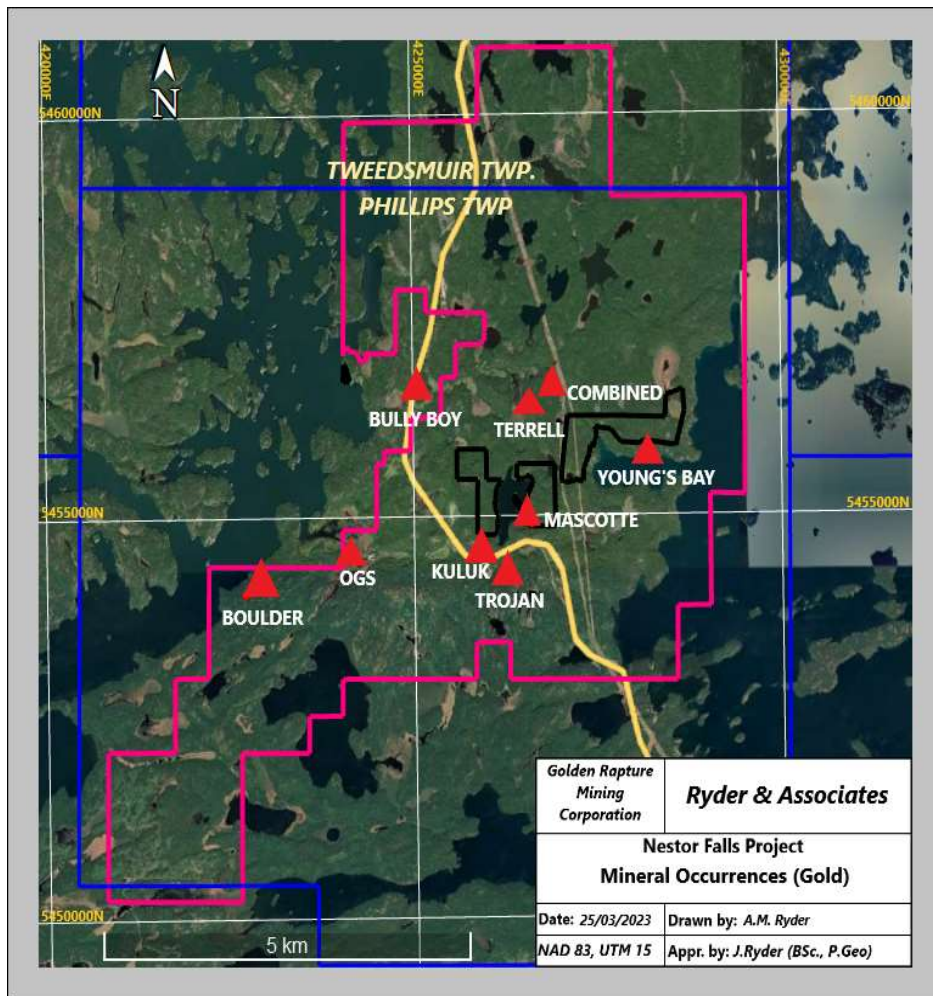 420000E
425000E
430000E
N
5460000N
5460000N
TWEEDSMUIR TWP.
PHILLIPS TWP
COMBINED
BULLY BOY
TERRELL
YOUNG'S BAY
5455000N
5455000N
MASCOTTE
KULUK
OGS
TROJAN
BOULDER
5450000N
5 km
Golden Rapture
Mining
Corporation
Ryder & Associates
Nestor Falls Project
Mineral Occurrences (Gold)
Date: 25/03/2023
Drawn by: A.M. Ryder
NAD 83, UTM 15
Appr. by: J.Ryder (BSc., P.Geo)